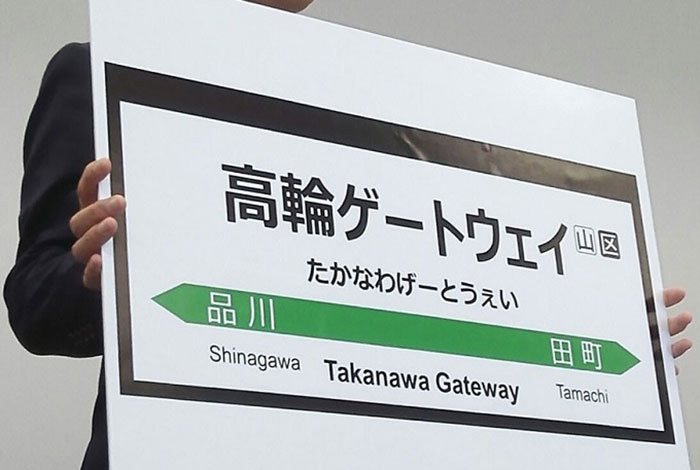 高輪ゲートウェイ 山 区
たかなわげーとうぇい
品川 田町
Shinagawa Takanawa Gateway Tamachi